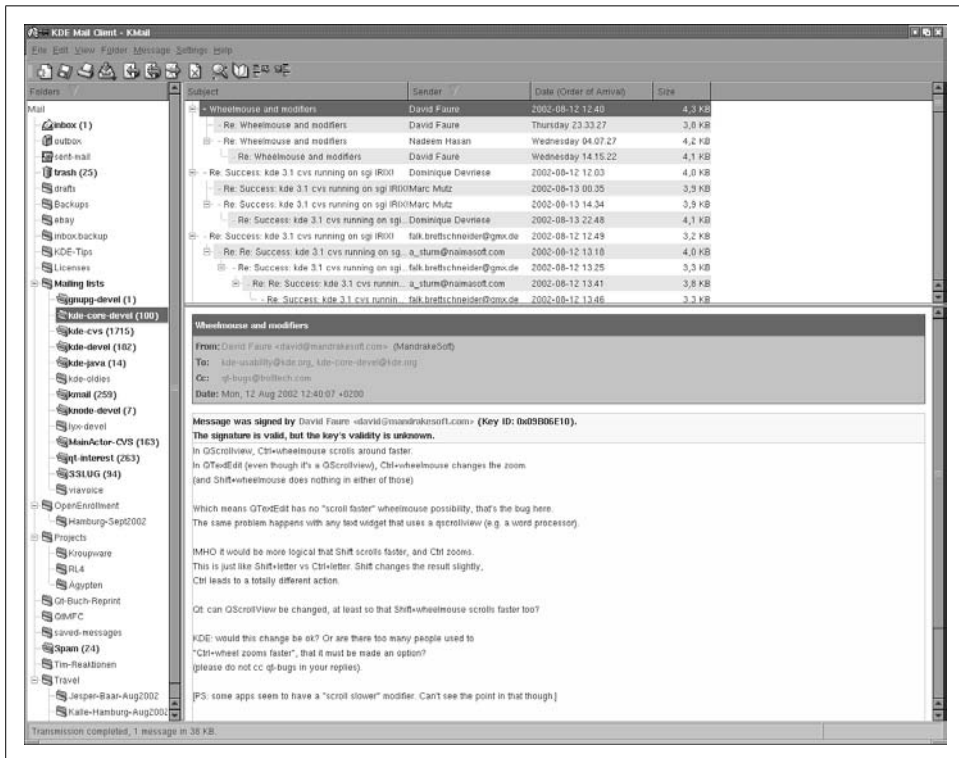 KDE Mail Client - KMail
File Edit View Folder Message Settings Help
Folders
Mail
inbox (1)
outbox
sent-mail
trash (25)
drafts
Backups
ebay
inbox.backup
KDE-Tips
Licenses
Mailing lists
gnupg-devel (1)
kde-core-devel (100)
kde-cvs (1715)
kde-devel (182)
kde-java (14)
kde-oldies
kmail (259)
knode-devel (7)
lyx-devel
MainActor-CVS (163)
qt-interest (263)
SSLUG (94)
viavoice
OpenEnrollment
Hamburg-Sept2002
Projects
Kroupware
RL4
Ägypten
Qt-Buch-Reprint
QtMFC
saved-messages
Spam (24)
Tim-Reaktionen
Travel
Jesper-Baar-Aug2002
Kalle-Hamburg-Aug2002
Subject Sender Date (Order of Arrival) Size
- Wheelmouse and modifiers David Faure 2002-08-12 12:40 4,3 KB
- Re: Wheelmouse and modifiers David Faure Thursday 23:33:27 3,8 KB
- Re: Wheelmouse and modifiers Nadeem Hasan Wednesday 04:07:27 4,2 KB
- Re: Wheelmouse and modifiers David Faure Wednesday 14:15:22 4,1 KB
- Re: Success: kde 3.1 cvs running on sgi IRIX! Dominique Devriese 2002-08-12 12:03 4,0 KB
- Re: Success: kde 3.1 cvs running on sgi IRIX! Marc Mutz 2002-08-13 00:35 3,9 KB
- Re: Success: kde 3.1 cvs running on sgi IRIX! Marc Mutz 2002-08-13 14:34 3,9 KB
- Re: Success: kde 3.1 cvs running on sgi... Dominique Devriese 2002-08-13 22:48 4,1 KB
- Re: Success: kde 3.1 cvs running on sgi IRIX! falk.brettschneider@gmx.de 2002-08-12 12:49 3,2 KB
- Re: Re: Success: kde 3.1 cvs running on sg... a_sturm@naimasoft.com 2002-08-12 13:18 4,0 KB
- Re: Success: kde 3.1 cvs running on sgi... falk.brettschneider@gmx.de 2002-08-12 13:25 3,3 KB
- Re: Re: Success: kde 3.1 cvs runnin... a_sturm@naimasoft.com 2002-08-12 13:41 3,8 KB
- Re: Success: kde 3.1 cvs runnin... falk.brettschneider@gmx.de 2002-08-12 13:46 3,3 KB
Wheelmouse and modifiers
From: David Faure <david@mandrakesoft.com> (MandrakeSoft)
To: kde-usability@kde.org, kde-core-devel@kde.org
Cc: qt-bugs@trolltech.com
Date: Mon, 12 Aug 2002 12:40:07 +0200
Message was signed by David Faure <david@mandrakesoft.com> (Key ID: 0x09B06E10).
The signature is valid, but the key's validity is unknown.
In QScrollview, Ctrl+wheelmouse scrolls around faster.
In QTextEdit (even though it's a QScrollview), Ctrl+wheelmouse changes the zoom
(and Shift+wheelmouse does nothing in either of those)
Which means QTextEdit has no "scroll faster" wheelmouse possibility, that's the bug here.
The same problem happens with any text widget that uses a qscrollview (e.g. a word processor).
IMHO it would be more logical that Shift scrolls faster, and Ctrl zooms.
This is just like Shift+letter vs Ctrl+letter. Shift changes the result slightly,
Ctrl leads to a totally different action.
Qt: can QScrollView be changed, at least so that Shift+wheelmouse scrolls faster too?
KDE: would this change be ok? Or are there too many people used to
"Ctrl+wheel zooms faster", that it must be made an option?
(please do not cc qt-bugs in your replies).
[PS: some apps seem to have a "scroll slower" modifier. Can't see the point in that though.]
Transmission completed, 1 message in 38 KB.